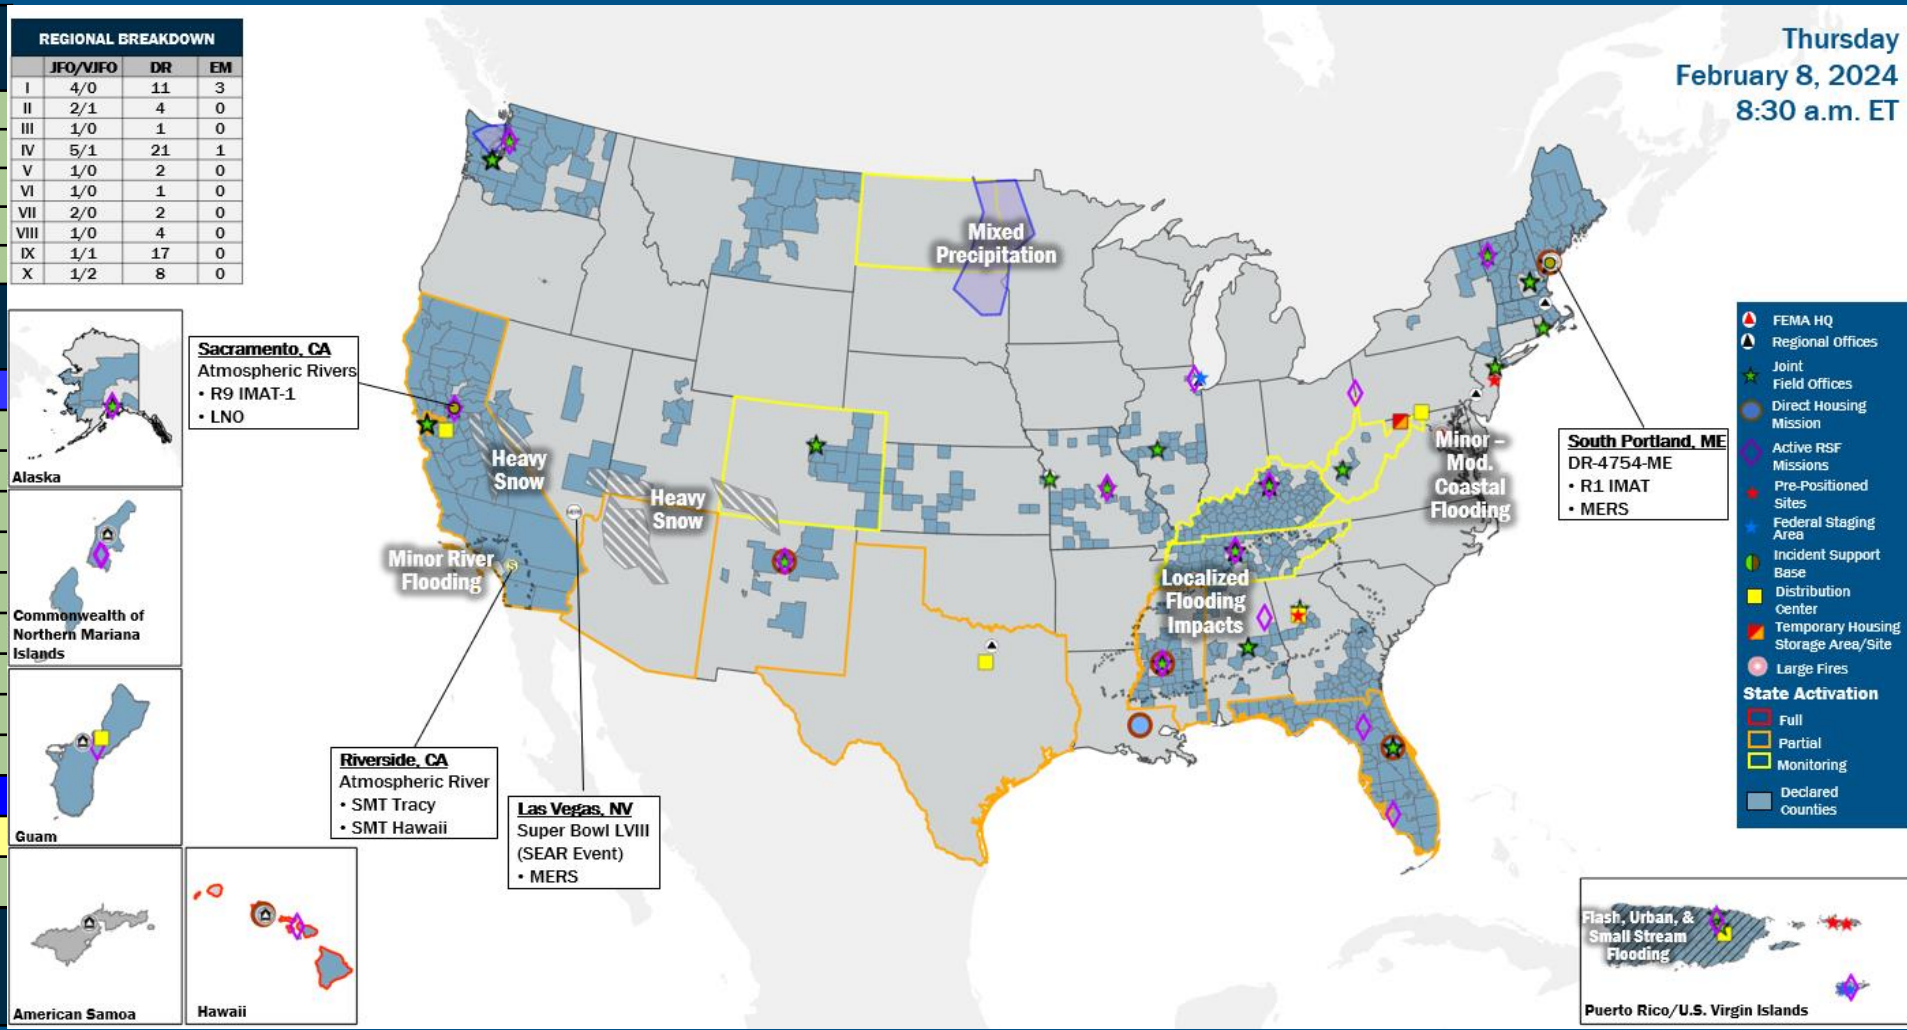 REGIONAL BREAKDOWN
JFO/VJFO DR EM
I 4/0 11 3
II 2/1 4 0
III 1/0 1 0
IV 5/1 21 1
V 1/0 2 0
VI 1/0 1 0
VII 2/0 2 0
VIII 1/0 4 0
IX 1/1 17 0
X 1/2 8 0
Thursday
February 8, 2024
8:30 a.m. ET
Mixed
Precipitation
Sacramento, CA
Atmospheric Rivers
• R9 IMAT-1
• LNO
Heavy
Snow
Heavy
Snow
Minor River
Flooding
S
Localized
Flooding
Impacts
Minor –
Mod.
Coastal
Flooding
South Portland, ME
DR-4754-ME
• R1 IMAT
• MERS
Riverside, CA
Atmospheric River
• SMT Tracy
• SMT Hawaii
Las Vegas, NV
Super Bowl LVIII
(SEAR Event)
• MERS
FEMA HQ
Regional Offices
Joint
Field Offices
Direct Housing
Mission
Active RSF
Missions
Pre-Positioned
Sites
Federal Staging
Area
Incident Support
Base
Distribution
Center
Temporary Housing
Storage Area/Site
Large Fires
State Activation
Full
Partial
Monitoring
Declared
Counties
Alaska
Commonwealth of
Northern Mariana
Islands
Guam
American Samoa
Hawaii
Flash, Urban, &
Small Stream
Flooding
Puerto Rico/U.S. Virgin Islands